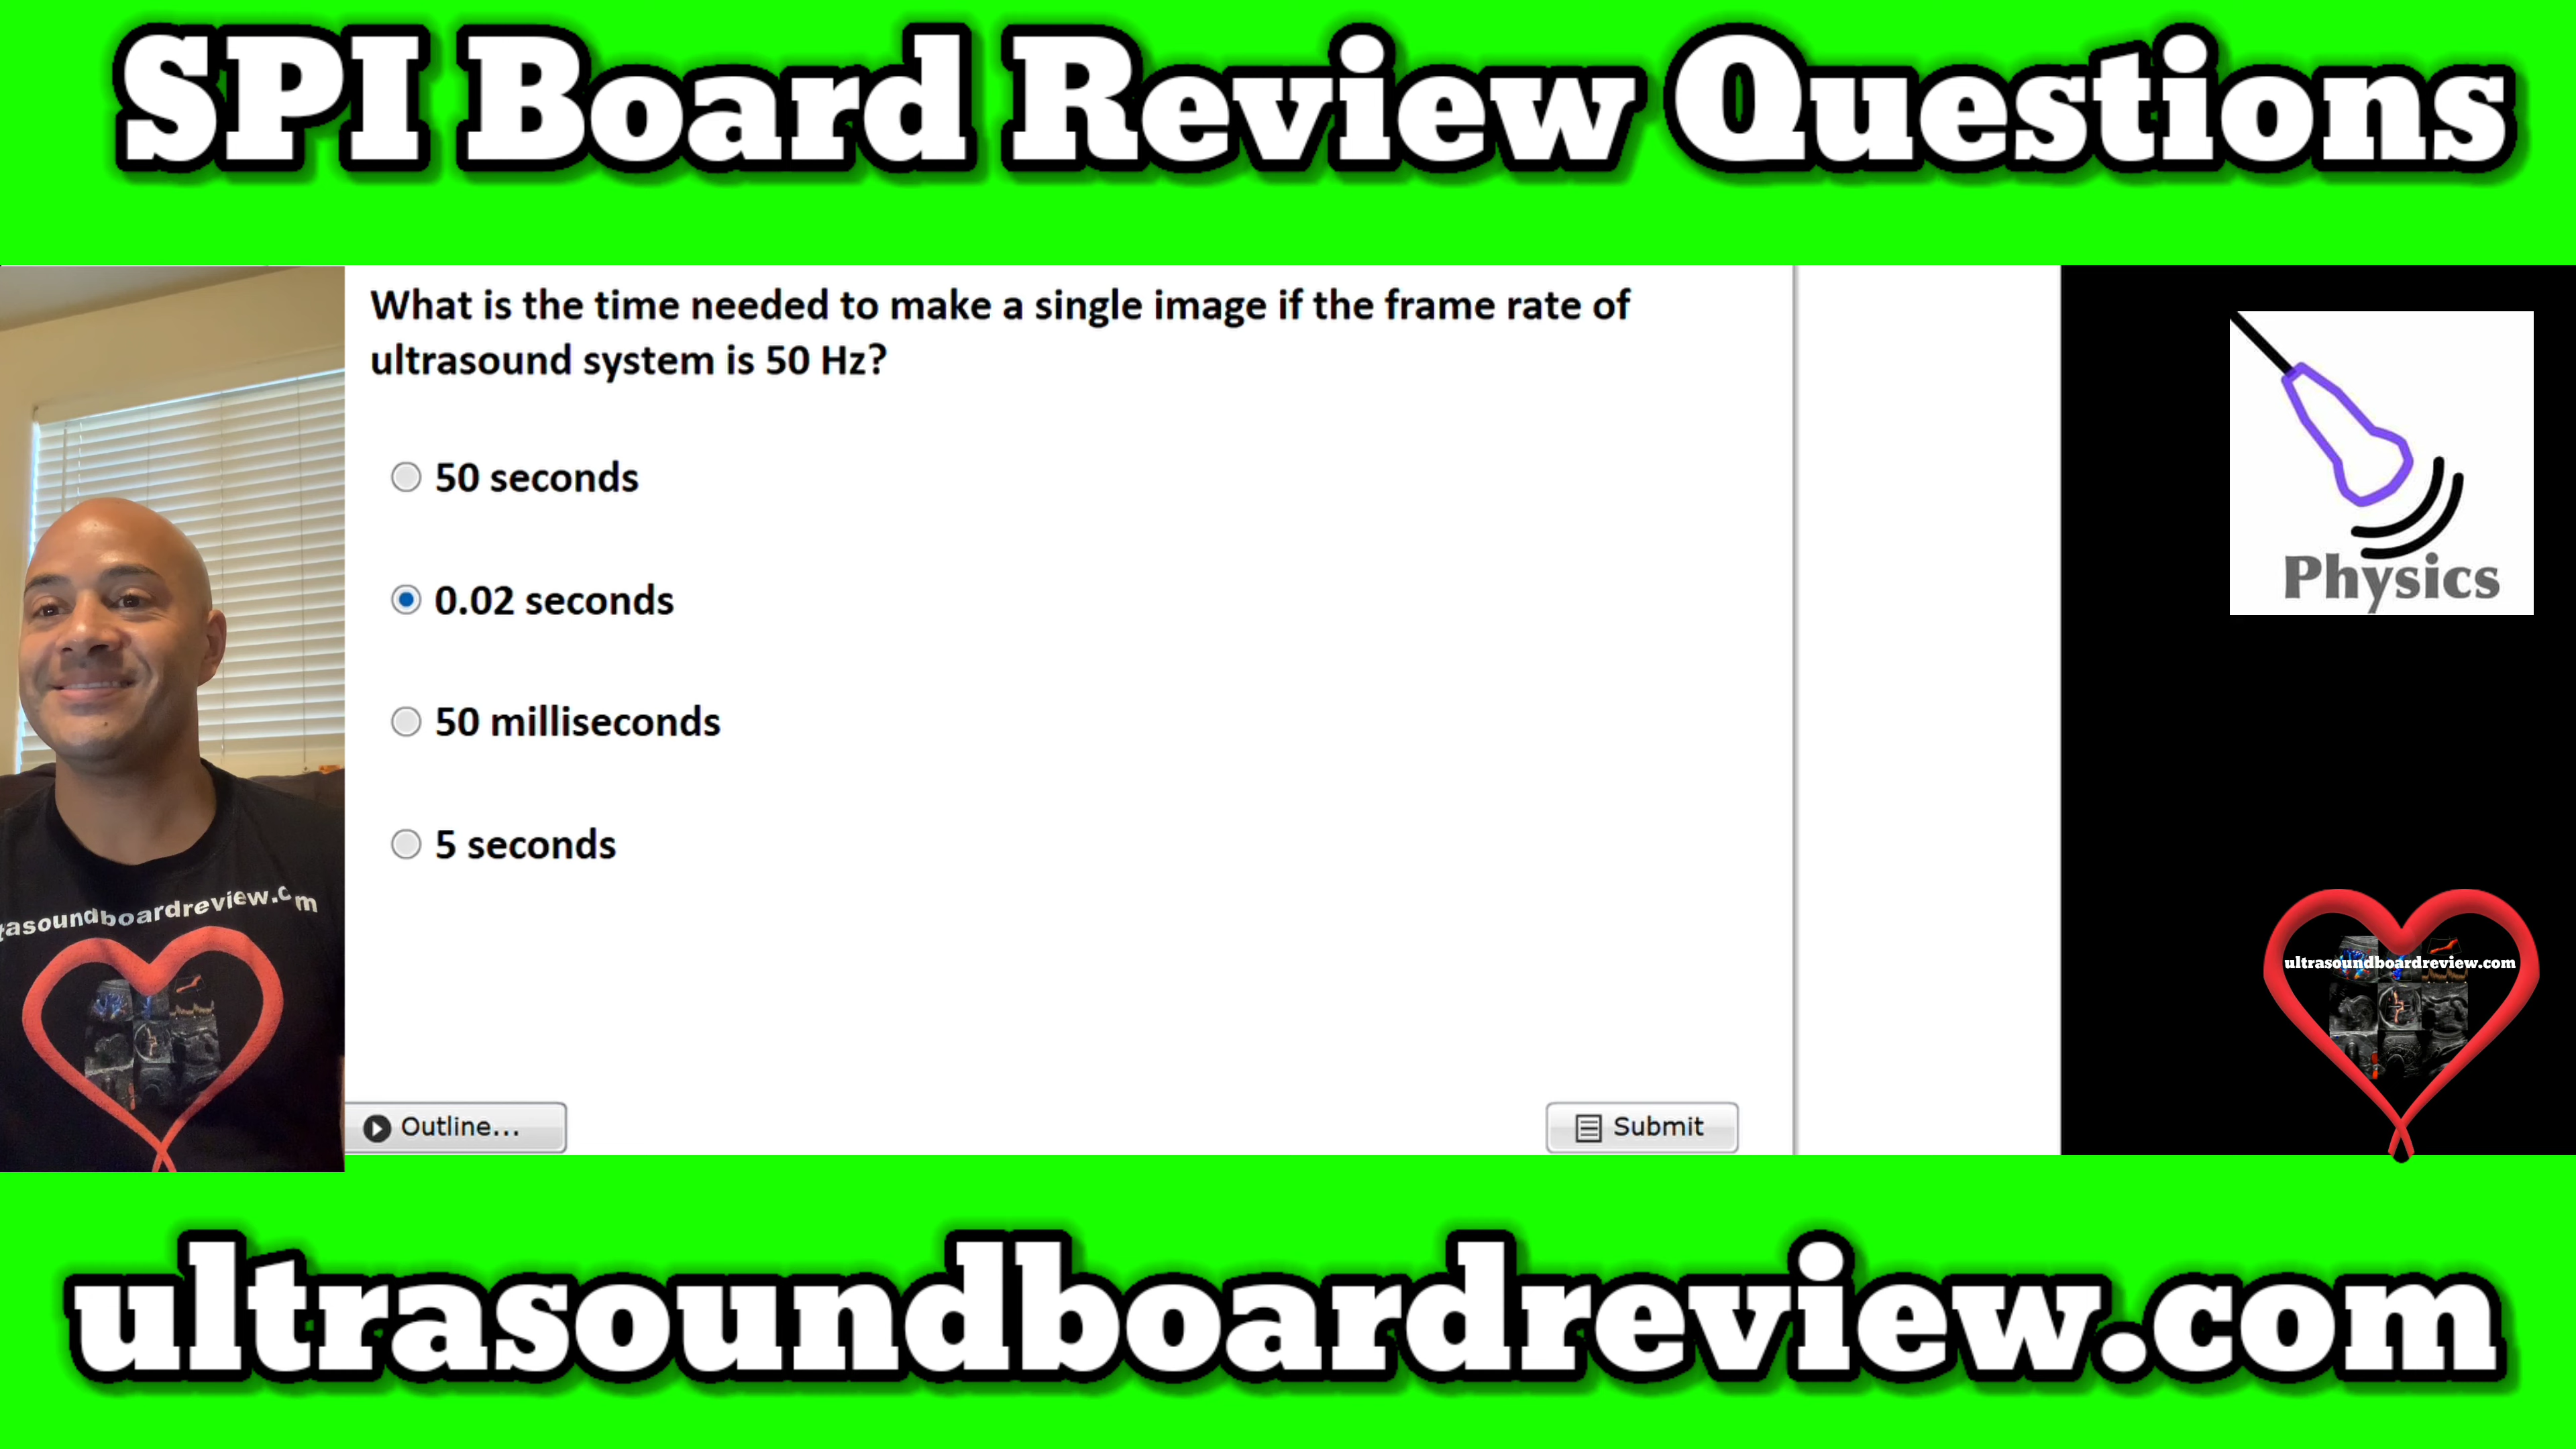 SPI Board Review Questions
What is the time needed to make a single image if the frame rate of
ultrasound system is 50 Hz?
50 seconds
0.02 seconds
50 milliseconds
5 seconds
Outline...
Submit
Physics
ultrasoundboardreview.com
ultrasoundboardreview.com